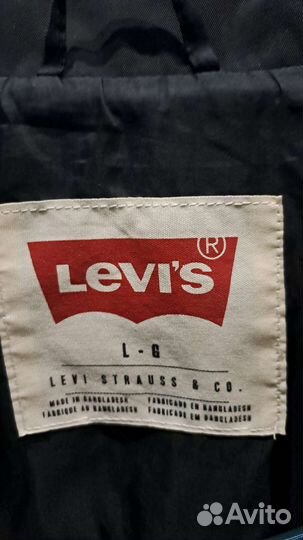 LEVI'S®
L - G
LEVI STRAUSS & CO.
MADE IN BANGLADESH FABRICADO EN BANGLADESH
FABRIQUE AU BANGLADESH FABRICADO EM BANGLADESH
Avito